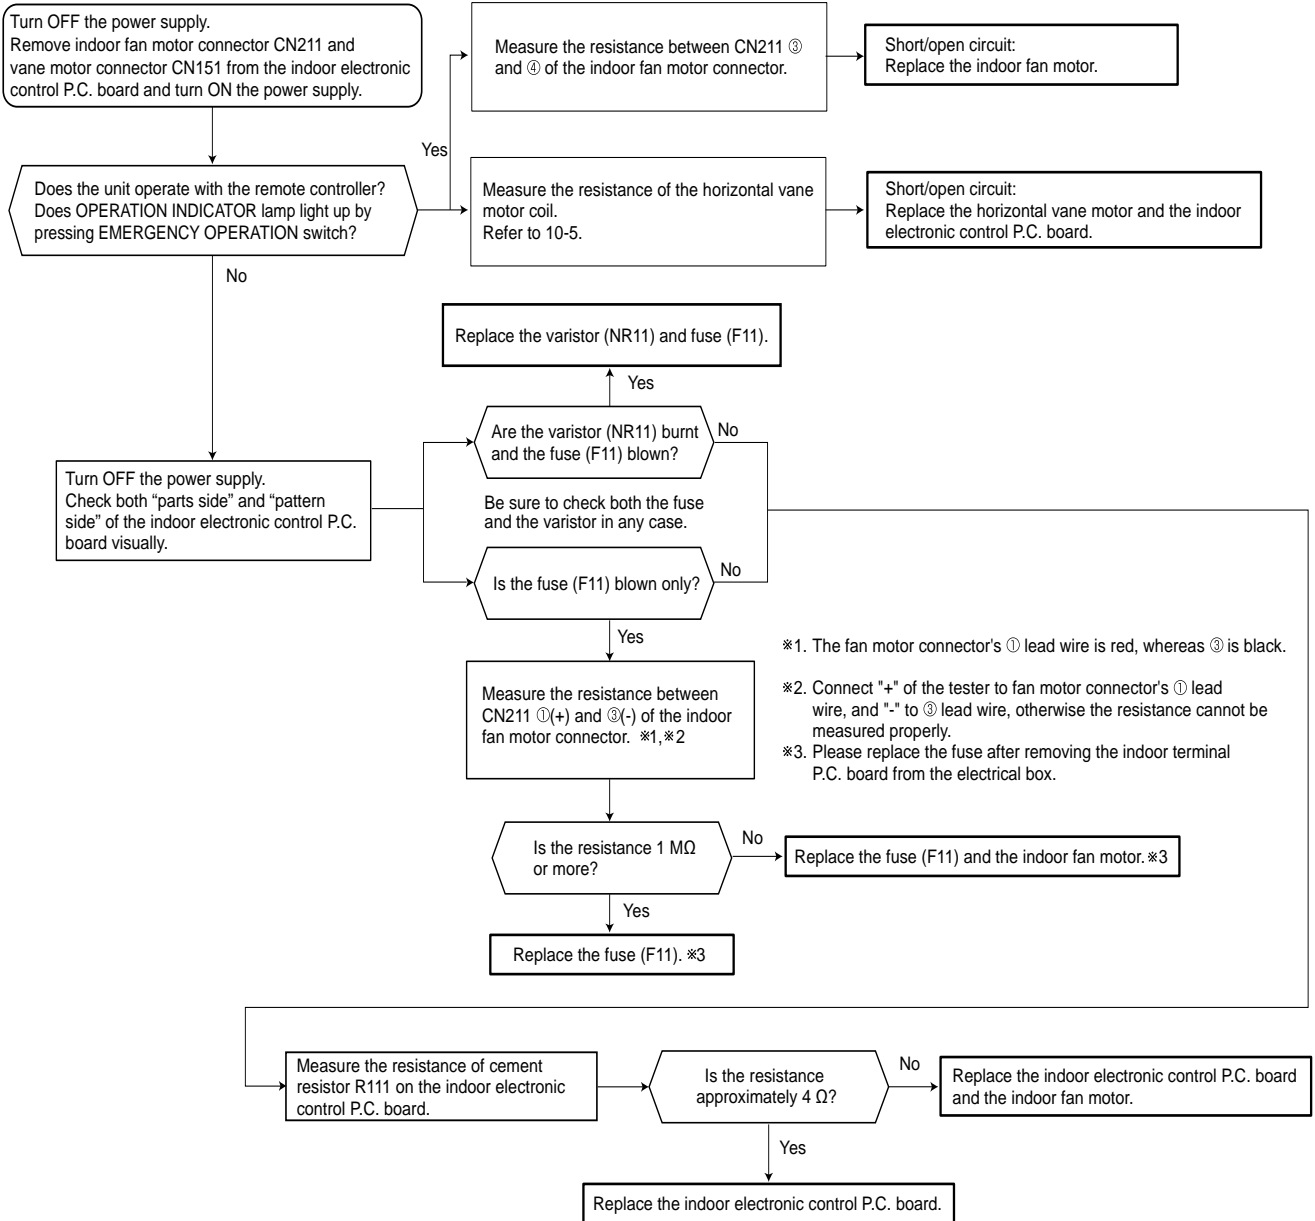 Turn OFF the power supply.
Remove indoor fan motor connector CN211 and
vane motor connector CN151 from the indoor electronic
control P.C. board and turn ON the power supply.
Measure the resistance between CN211 ③
and ④ of the indoor fan motor connector.
Short/open circuit:
Replace the indoor fan motor.
Yes
Does the unit operate with the remote controller?
Does OPERATION INDICATOR lamp light up by
pressing EMERGENCY OPERATION switch?
Measure the resistance of the horizontal vane
motor coil.
Refer to 10-5.
Short/open circuit:
Replace the horizontal vane motor and the indoor
electronic control P.C. board.
No
Replace the varistor (NR11) and fuse (F11).
Yes
Are the varistor (NR11) burnt
and the fuse (F11) blown?
No
Turn OFF the power supply.
Check both “parts side” and “pattern
side” of the indoor electronic control P.C.
board visually.
Be sure to check both the fuse
and the varistor in any case.
Is the fuse (F11) blown only?
No
Yes
Measure the resistance between
CN211 ①(+) and ③(-) of the indoor
fan motor connector. ※1,※2
※1. The fan motor connector's ① lead wire is red, whereas ③ is black.
※2. Connect "+" of the tester to fan motor connector's ① lead
wire, and "-" to ③ lead wire, otherwise the resistance cannot be
measured properly.
※3. Please replace the fuse after removing the indoor terminal
P.C. board from the electrical box.
Is the resistance 1 MΩ
or more?
No
Replace the fuse (F11) and the indoor fan motor.※3
Yes
Replace the fuse (F11). ※3
Measure the resistance of cement
resistor R111 on the indoor electronic
control P.C. board.
Is the resistance
approximately 4 Ω?
No
Replace the indoor electronic control P.C. board
and the indoor fan motor.
Yes
Replace the indoor electronic control P.C. board.